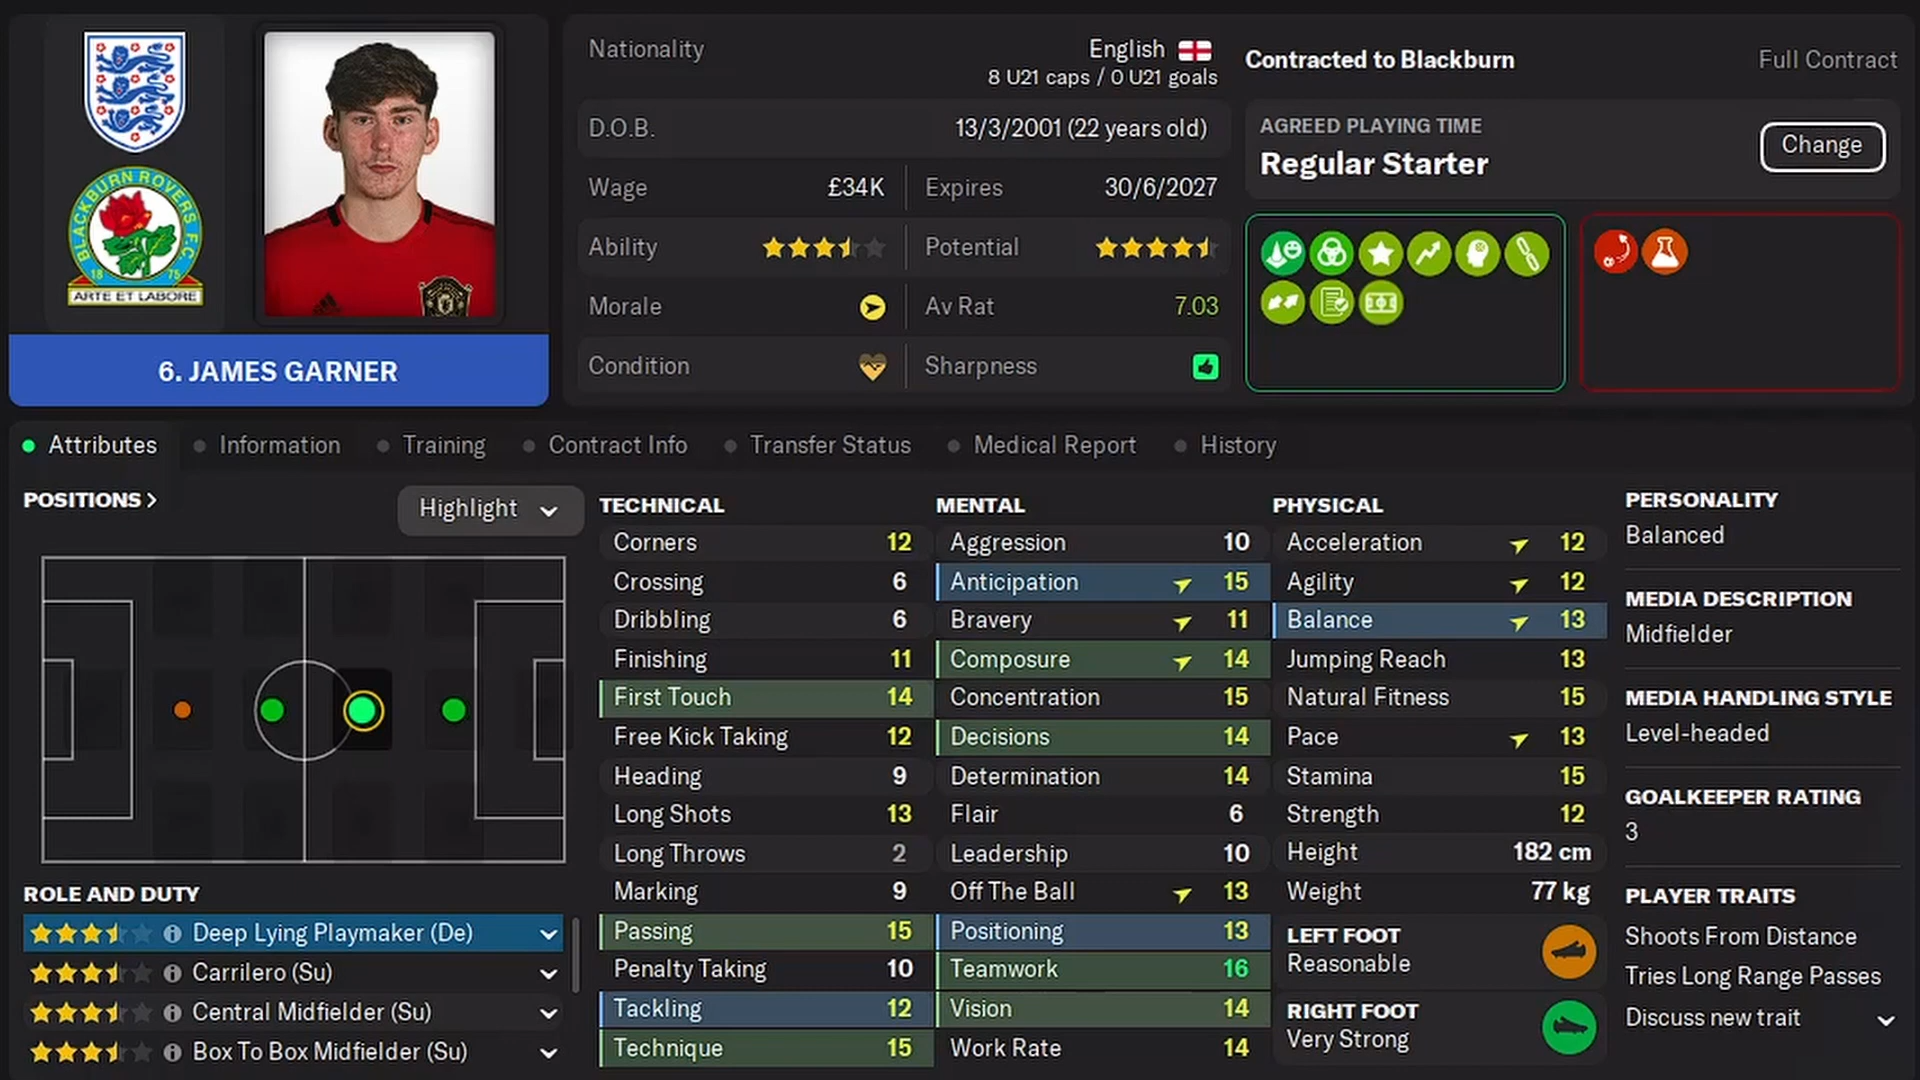 BLACKBURN ROVERS F.C.
18 75
ARTE ET LABORE
6. JAMES GARNER
Nationality English
8 U21 caps / 0 U21 goals
D.O.B. 13/3/2001 (22 years old)
Wage £34K Expires 30/6/2027
Ability Potential
Morale Av Rat 7.03
Condition Sharpness
Contracted to Blackburn Full Contract
AGREED PLAYING TIME
Regular Starter
Change
Attributes Information Training Contract Info Transfer Status Medical Report History
POSITIONS
Highlight
ROLE AND DUTY
Deep Lying Playmaker (De)
Carrilero (Su)
Central Midfielder (Su)
Box To Box Midfielder (Su)
TECHNICAL
Corners 12
Crossing 6
Dribbling 6
Finishing 11
First Touch 14
Free Kick Taking 12
Heading 9
Long Shots 13
Long Throws 2
Marking 9
Passing 15
Penalty Taking 10
Tackling 12
Technique 15
MENTAL
Aggression 10
Anticipation 15
Bravery 11
Composure 14
Concentration 15
Decisions 14
Determination 14
Flair 6
Leadership 10
Off The Ball 13
Positioning 13
Teamwork 16
Vision 14
Work Rate 14
PHYSICAL
Acceleration 12
Agility 12
Balance 13
Jumping Reach 13
Natural Fitness 15
Pace 13
Stamina 15
Strength 12
Height 182 cm
Weight 77 kg
LEFT FOOT
Reasonable
RIGHT FOOT
Very Strong
PERSONALITY
Balanced
MEDIA DESCRIPTION
Midfielder
MEDIA HANDLING STYLE
Level-headed
GOALKEEPER RATING
3
PLAYER TRAITS
Shoots From Distance
Tries Long Range Passes
Discuss new trait